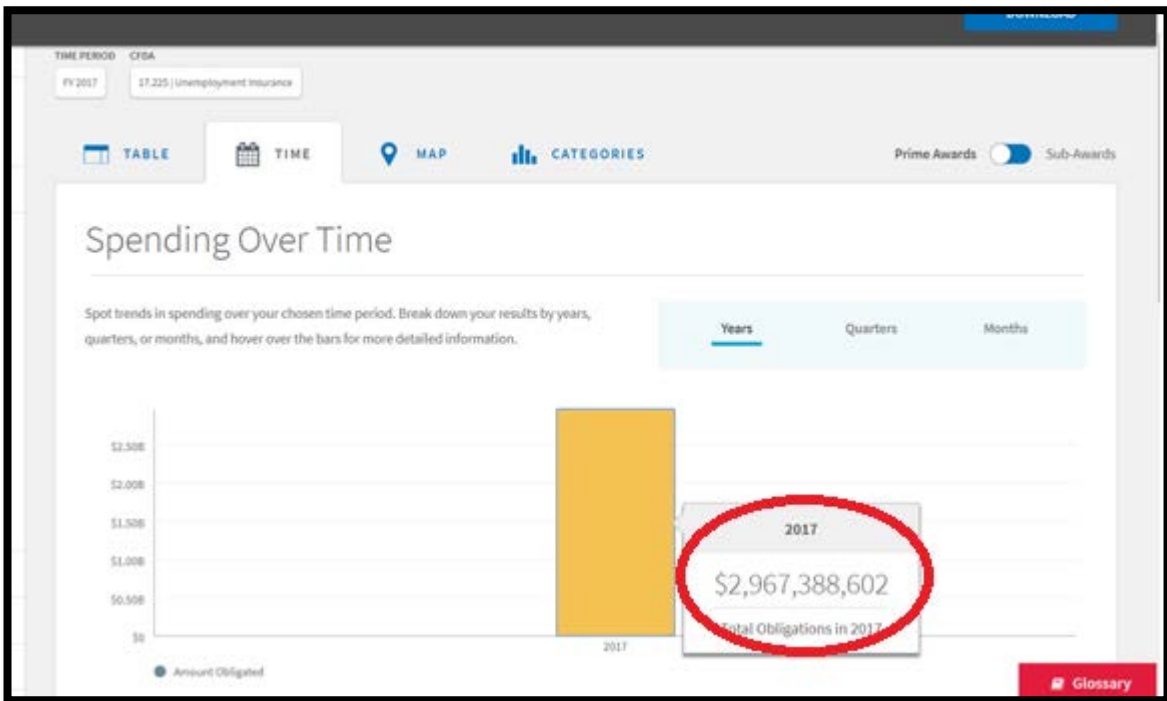 DOWNLOAD
TIME PERIOD CFDA
FY 2017 17.225 | Unemployment Insurance
TABLE TIME MAP CATEGORIES Prime Awards Sub-Awards
Spending Over Time
Spot trends in spending over your chosen time period. Break down your results by years,
quarters, or months, and hover over the bars for more detailed information.
Years Quarters Months
$2.50B
$2.00B
$1.50B
$1.00B
$0.50B
$0
2017
2017
$2,967,388,602
Total Obligations in 2017
Amount Obligated
Glossary